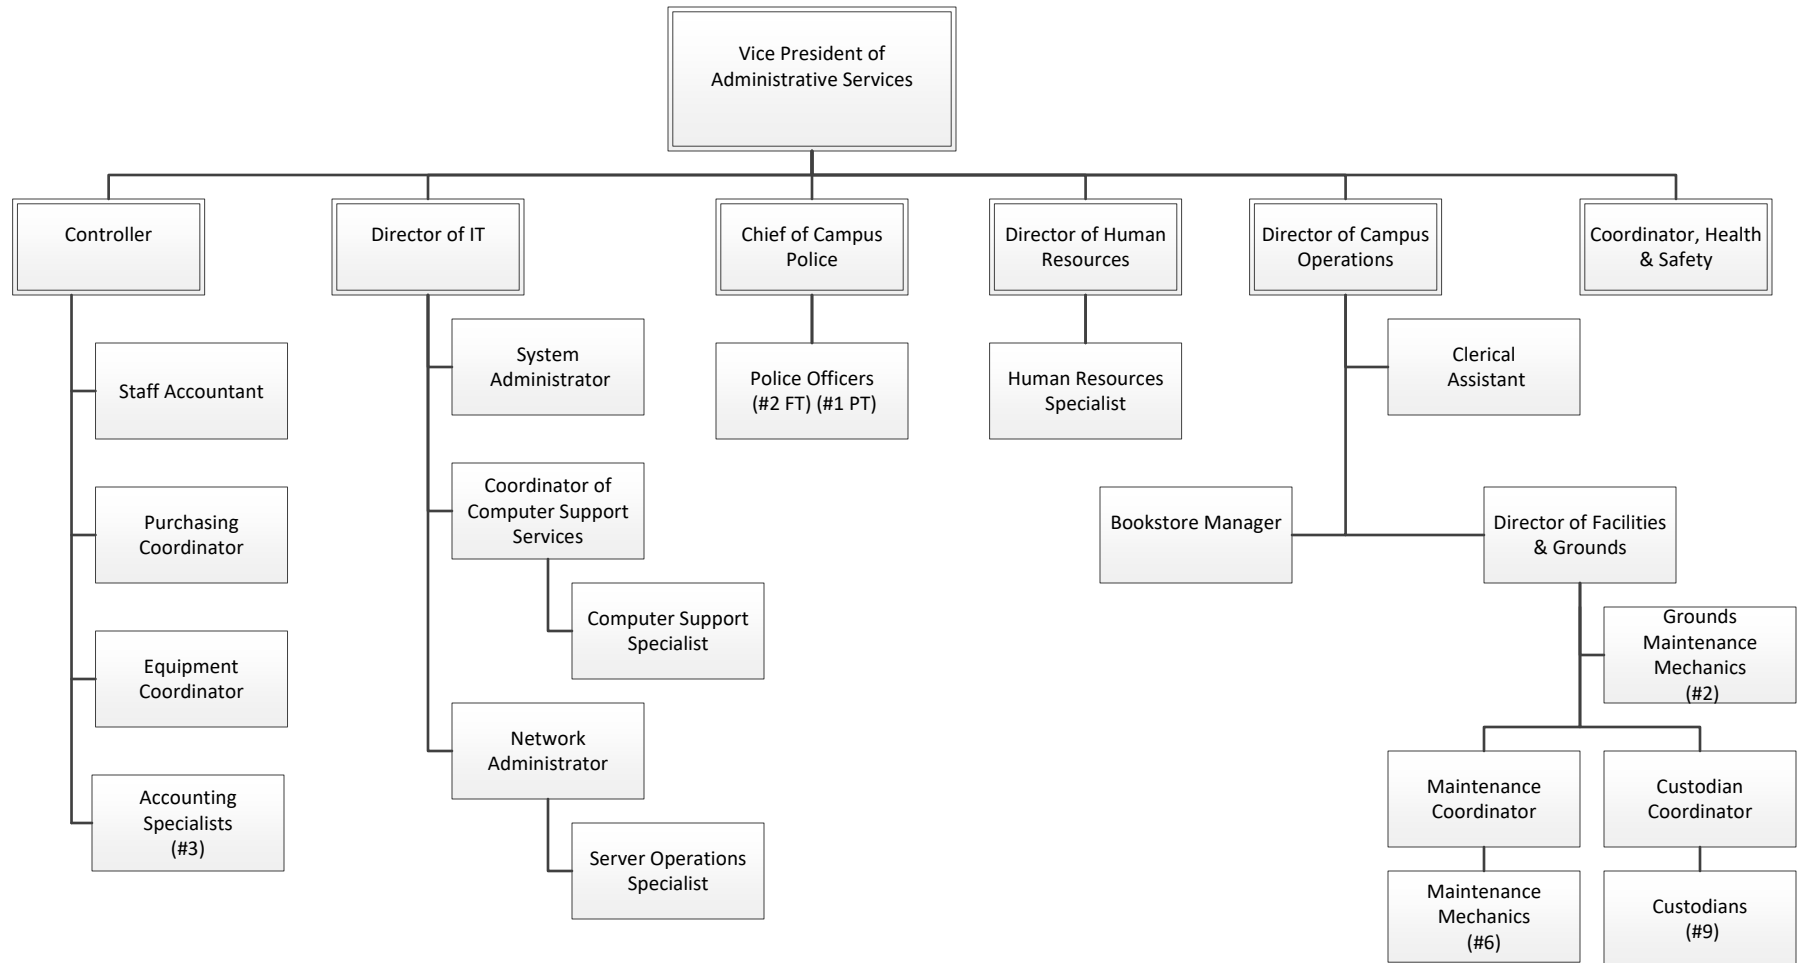 Vice President of
Administrative Services
Controller
Director of IT
Chief of Campus
Police
Director of Human
Resources
Director of Campus
Operations
Coordinator, Health
& Safety
Staff Accountant
Purchasing
Coordinator
Equipment
Coordinator
Accounting
Specialists
(#3)
System
Administrator
Coordinator of
Computer Support
Services
Computer Support
Specialist
Network
Administrator
Server Operations
Specialist
Police Officers
(#2 FT) (#1 PT)
Human Resources
Specialist
Clerical
Assistant
Bookstore Manager
Director of Facilities
& Grounds
Grounds
Maintenance
Mechanics
(#2)
Maintenance
Coordinator
Maintenance
Mechanics
(#6)
Custodian
Coordinator
Custodians
(#9)